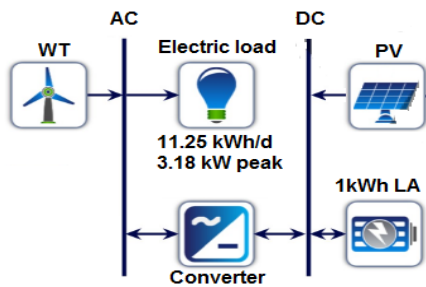 AC
DC
WT
Electric load
PV
11.25 kWh/d
3.18 kW peak
1kWh LA
Converter